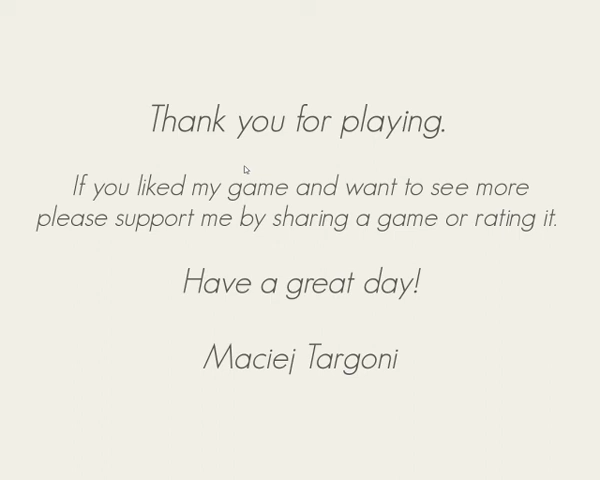 Thank you for playing.
If you liked my game and want to see more
please support me by sharing a game or rating it.
Have a great day!
Maciej Targoni